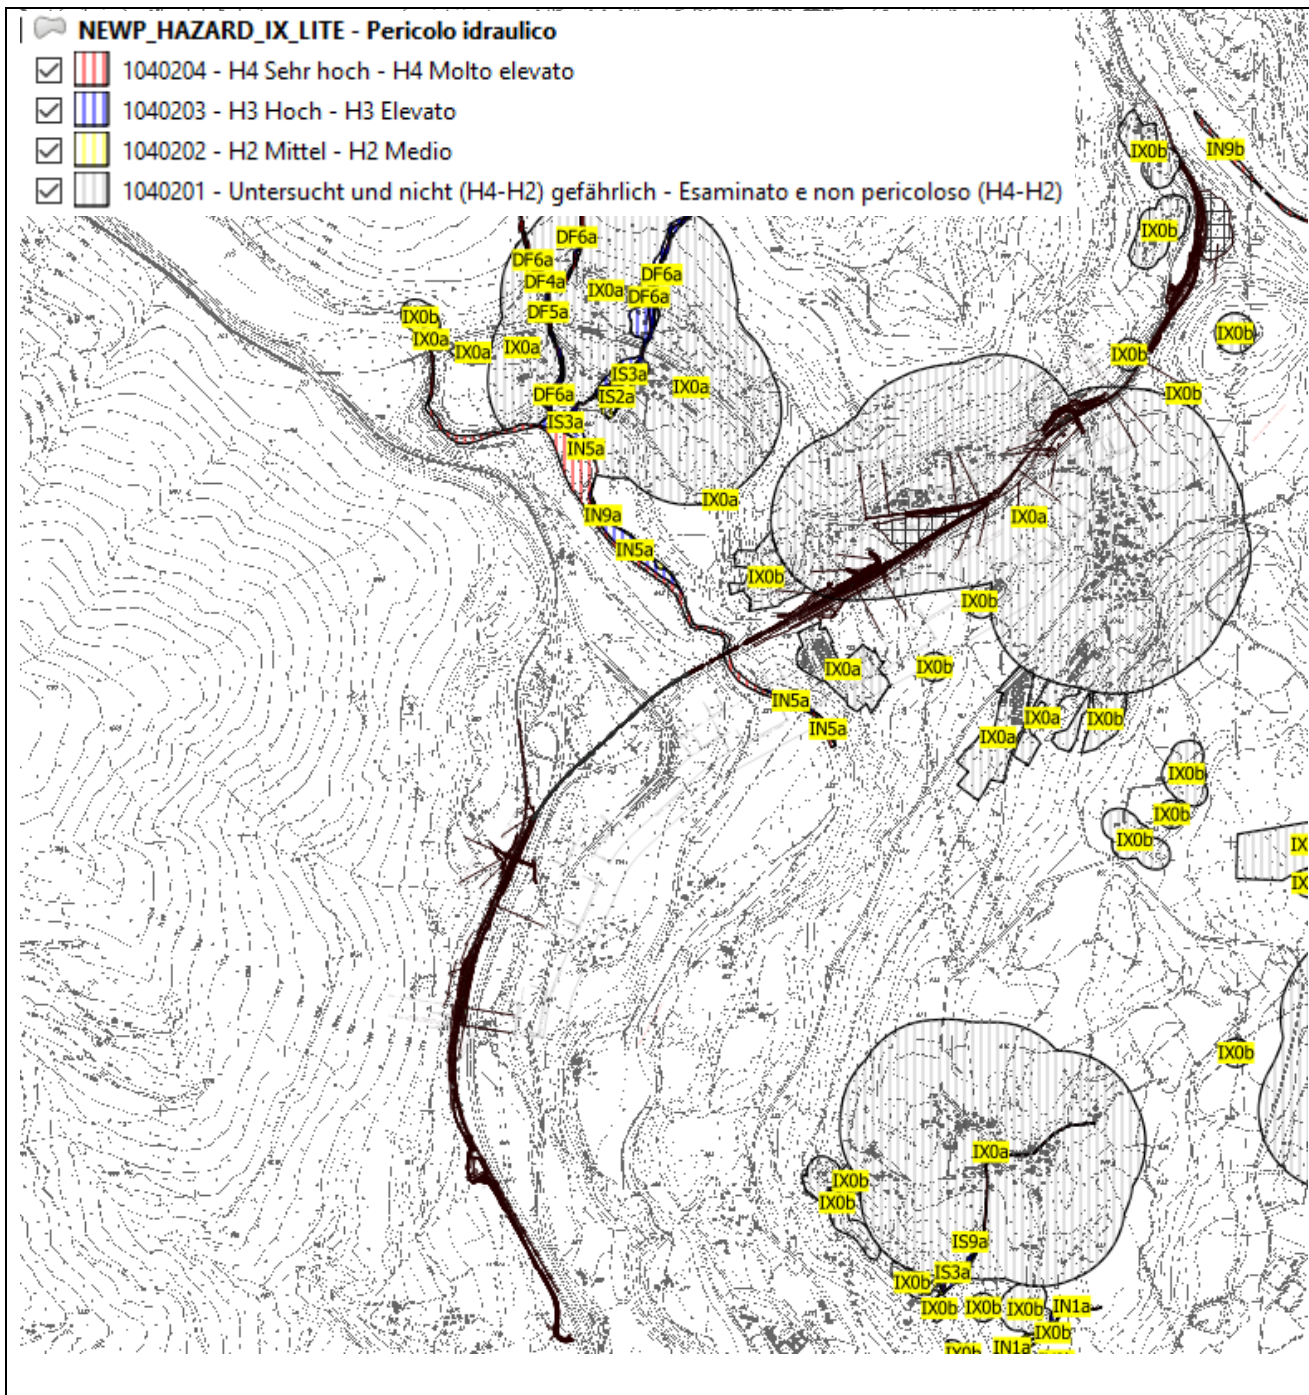 NEWP_HAZARD_IX_LITE - Pericolo idraulico
1040204 - H4 Sehr hoch - H4 Molto elevato
1040203 - H3 Hoch - H3 Elevato
1040202 - H2 Mittel - H2 Medio
1040201 - Untersucht und nicht (H4-H2) gefährlich - Esaminato e non pericoloso (H4-H2)
IX0b
IN9b
IX0b
DF6a
DF6a
DF6a
DF4a
IX0a
DF6a
DF5a
IX0b
IX0a
IX0a
IX0a
IX0b
IX0b
IS3a
IX0a
DF6a
IS2a
IX0b
IS3a
IN5a
IX0a
IN9a
IX0a
IN5a
IX0b
IX0b
IX0a
IX0b
IN5a
IN5a
IX0a
IX0b
IX0a
IX0b
IX0b
IX0b
IX
IX
IX0b
IX0a
IX0b
IX0b
IS9a
IS3a
IX0b
IX0b
IX0b
IX0b
IN1a
IX0b
IN1a
IX0b